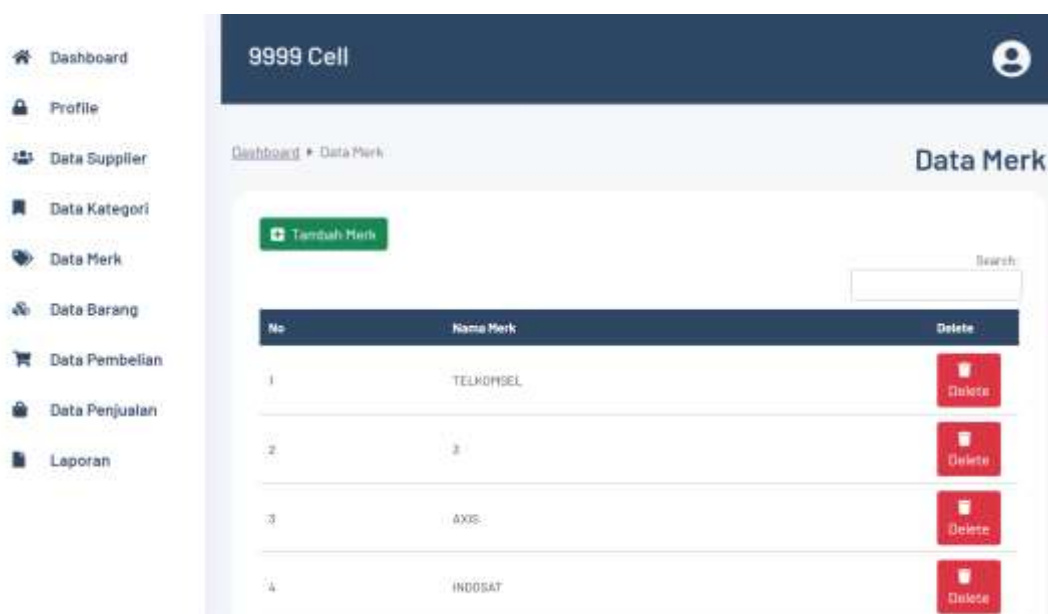 Dashboard
Profile
Data Supplier
Data Kategori
Data Merk
Data Barang
Data Pembelian
Data Penjualan
Laporan
9999 Cell
Dashboard Data Merk
Data Merk
Tambah Merk
Search:
No Nama Merk Delete
1 TELKOMSEL Delete
2 3 Delete
3 AXIS Delete
4 INDOSAT Delete